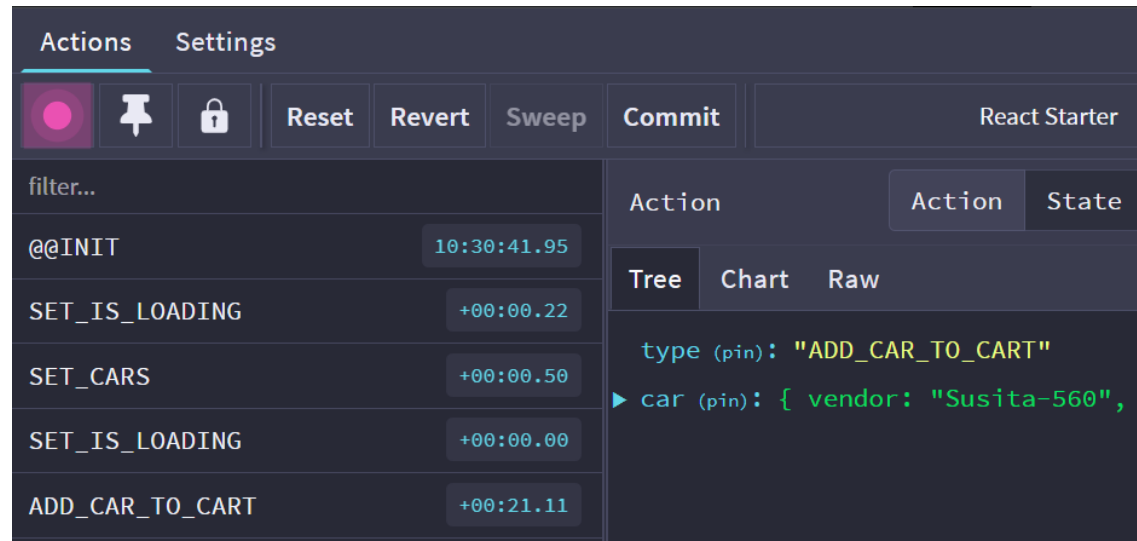 Actions Settings
Reset Revert Sweep Commit React Starter
filter...
Action Action State
@@INIT 10:30:41.95
Tree Chart Raw
SET_IS_LOADING +00:00.22
type (pin): "ADD_CAR_TO_CART"
SET_CARS +00:00.50
car (pin): { vendor: "Susita-560",
SET_IS_LOADING +00:00.00
ADD_CAR_TO_CART +00:21.11